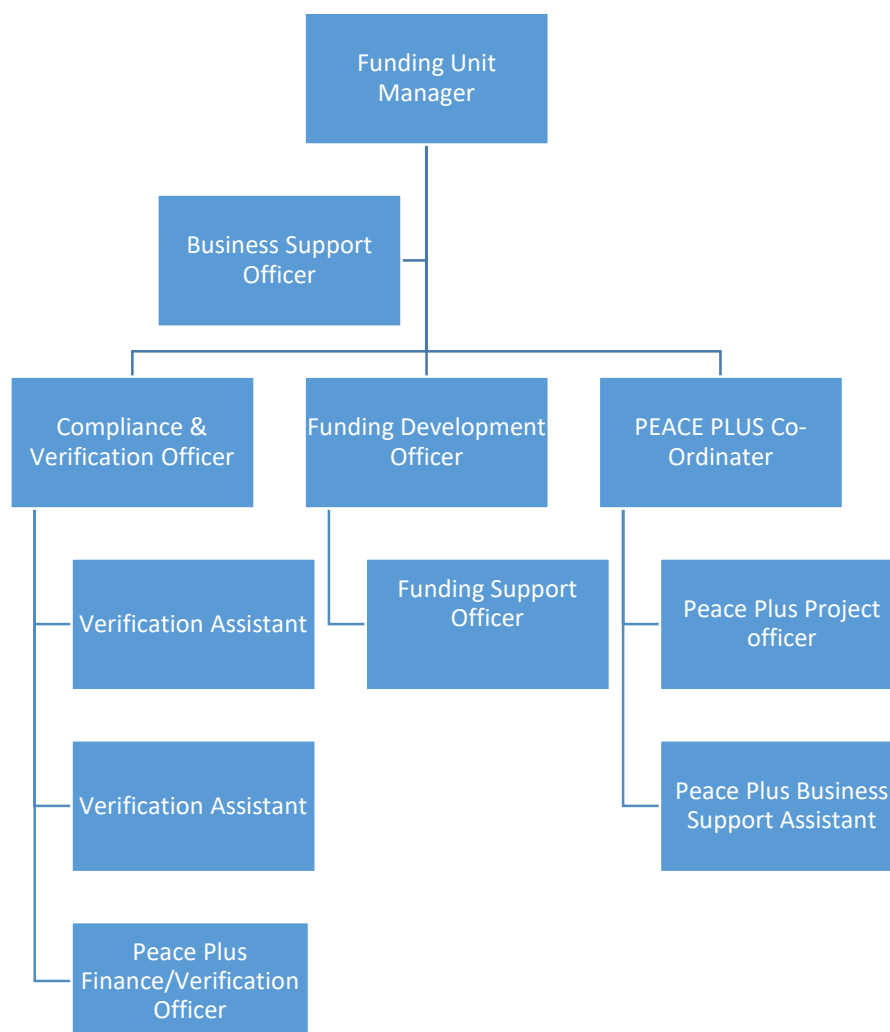 Funding Unit
Manager
Business Support
Officer
Compliance &
Verification Officer
Funding Development
Officer
PEACE PLUS Co-
Ordinater
Verification Assistant
Funding Support
Officer
Peace Plus Project
officer
Verification Assistant
Peace Plus Business
Support Assistant
Peace Plus
Finance/Verification
Officer